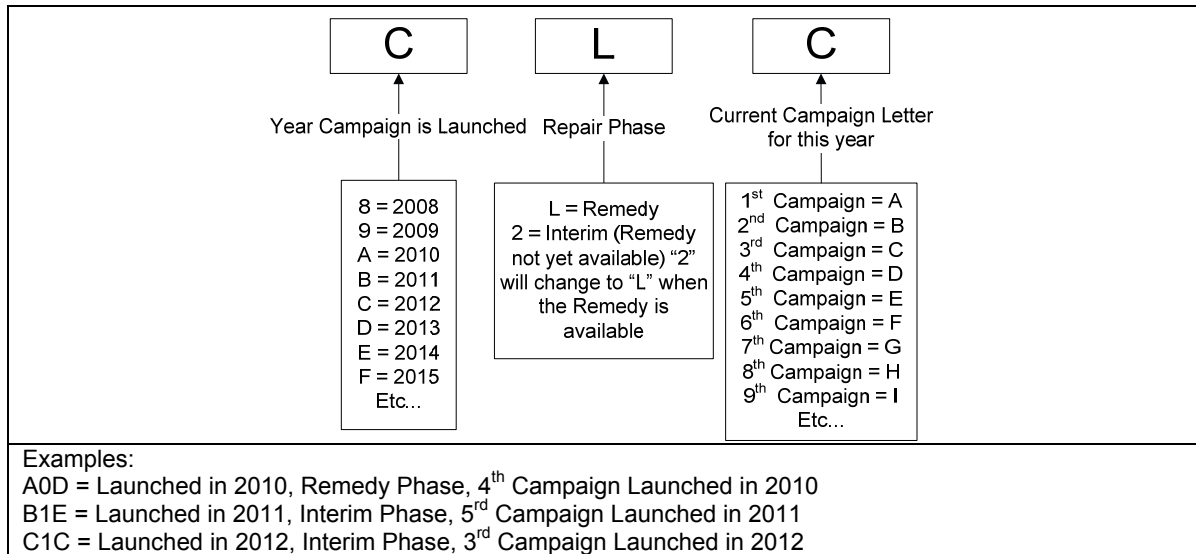 C L C
Year Campaign is Launched
Repair Phase
Current Campaign Letter
for this year
8 = 2008
9 = 2009
A = 2010
B = 2011
C = 2012
D = 2013
E = 2014
F = 2015
Etc...
L = Remedy
2 = Interim (Remedy
not yet available) “2”
will change to “L” when
the Remedy is
available
1st Campaign = A
2nd Campaign = B
3rd Campaign = C
4th Campaign = D
5th Campaign = E
6th Campaign = F
7th Campaign = G
8th Campaign = H
9th Campaign = I
Etc...
Examples:
A0D = Launched in 2010, Remedy Phase, 4th Campaign Launched in 2010
B1E = Launched in 2011, Interim Phase, 5rd Campaign Launched in 2011
C1C = Launched in 2012, Interim Phase, 3rd Campaign Launched in 2012